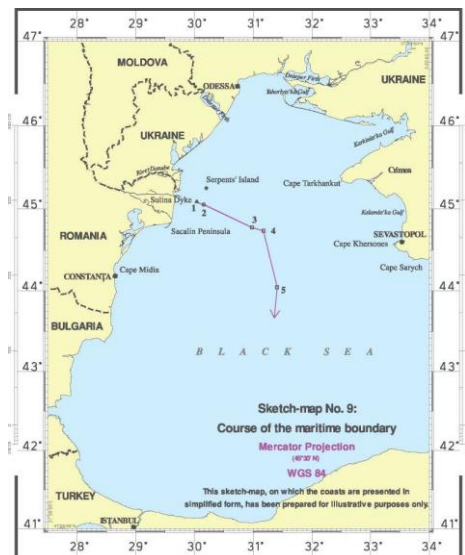 28° 29° 30° 31° 32° 33° 34°
47° 47°
MOLDOVA
UKRAINE
ODESSA
46° 46°
UKRAINE
Crimea
Serpents' Island
Cape Tarkhankut
45° Sulina Dyke 1 2 45°
Sacalin Peninsula 3 4
SEVASTOPOL
ROMANIA
Cape Khersones
Cape Sarych
CONSTANŢA Cape Midia
44° 5 44°
BULGARIA
43° BLACK SEA 43°
Sketch-map No. 9:
Course of the maritime boundary
42° Mercator Projection 42°
WGS 84
This sketch-map, on which the coasts are presented in
TURKEY
simplified form, has been prepared for illustrative purposes only.
41° ISTANBUL 41°
28° 29° 30° 31° 32° 33° 34°